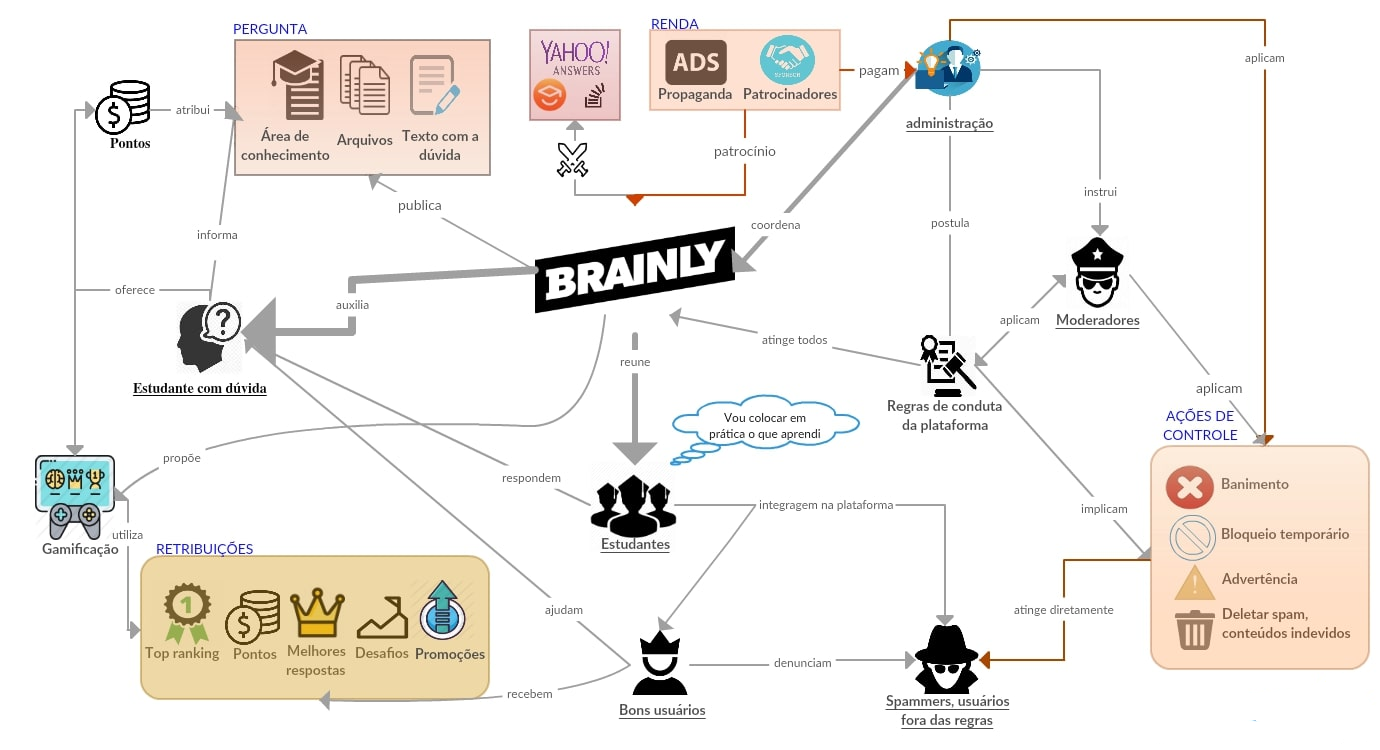 PERGUNTA
Área de
conhecimento
Arquivos
Texto com a
dúvida
atribui
Pontos
informa
oferece
publica
YAHOO!
ANSWERS
RENDA
ADS
Propaganda
SPONSOR
Patrocinadores
pagam
patrocínio
administração
aplicam
coordena
postula
instrui
BRAINLY
auxilia
?
Estudante com dúvida
reune
atinge todos
aplicam
Moderadores
Regras de conduta
da plataforma
aplicam
Vou colocar em
prática o que aprendi
AÇÕES DE
CONTROLE
Banimento
Bloqueio temporário
Advertência
Deletar spam,
conteúdos indevidos
propõe
respondem
Estudantes
integragem na plataforma
implicam
Gamificação
utiliza
RETRIBUIÇÕES
1
Top ranking
Pontos
Melhores
respostas
Desafios
Promoções
ajudam
recebem
Bons usuários
denunciam
atinge diretamente
Spammers, usuários
fora das regras